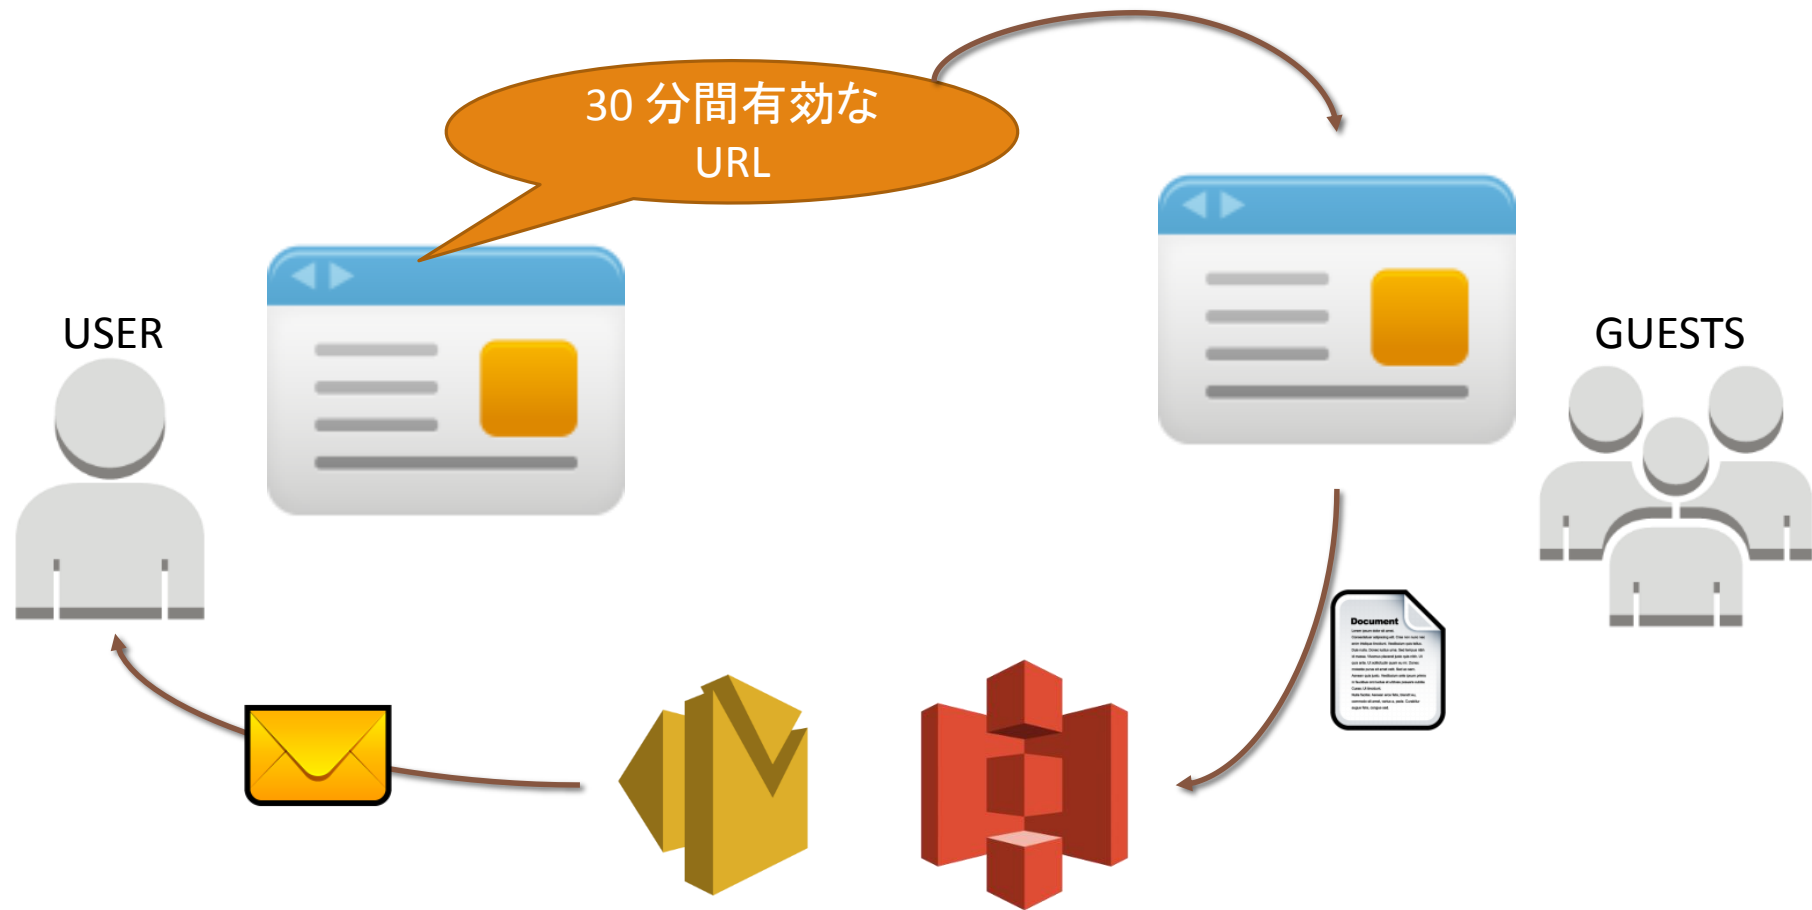 30 分間有効な
URL
USER
GUESTS
Document